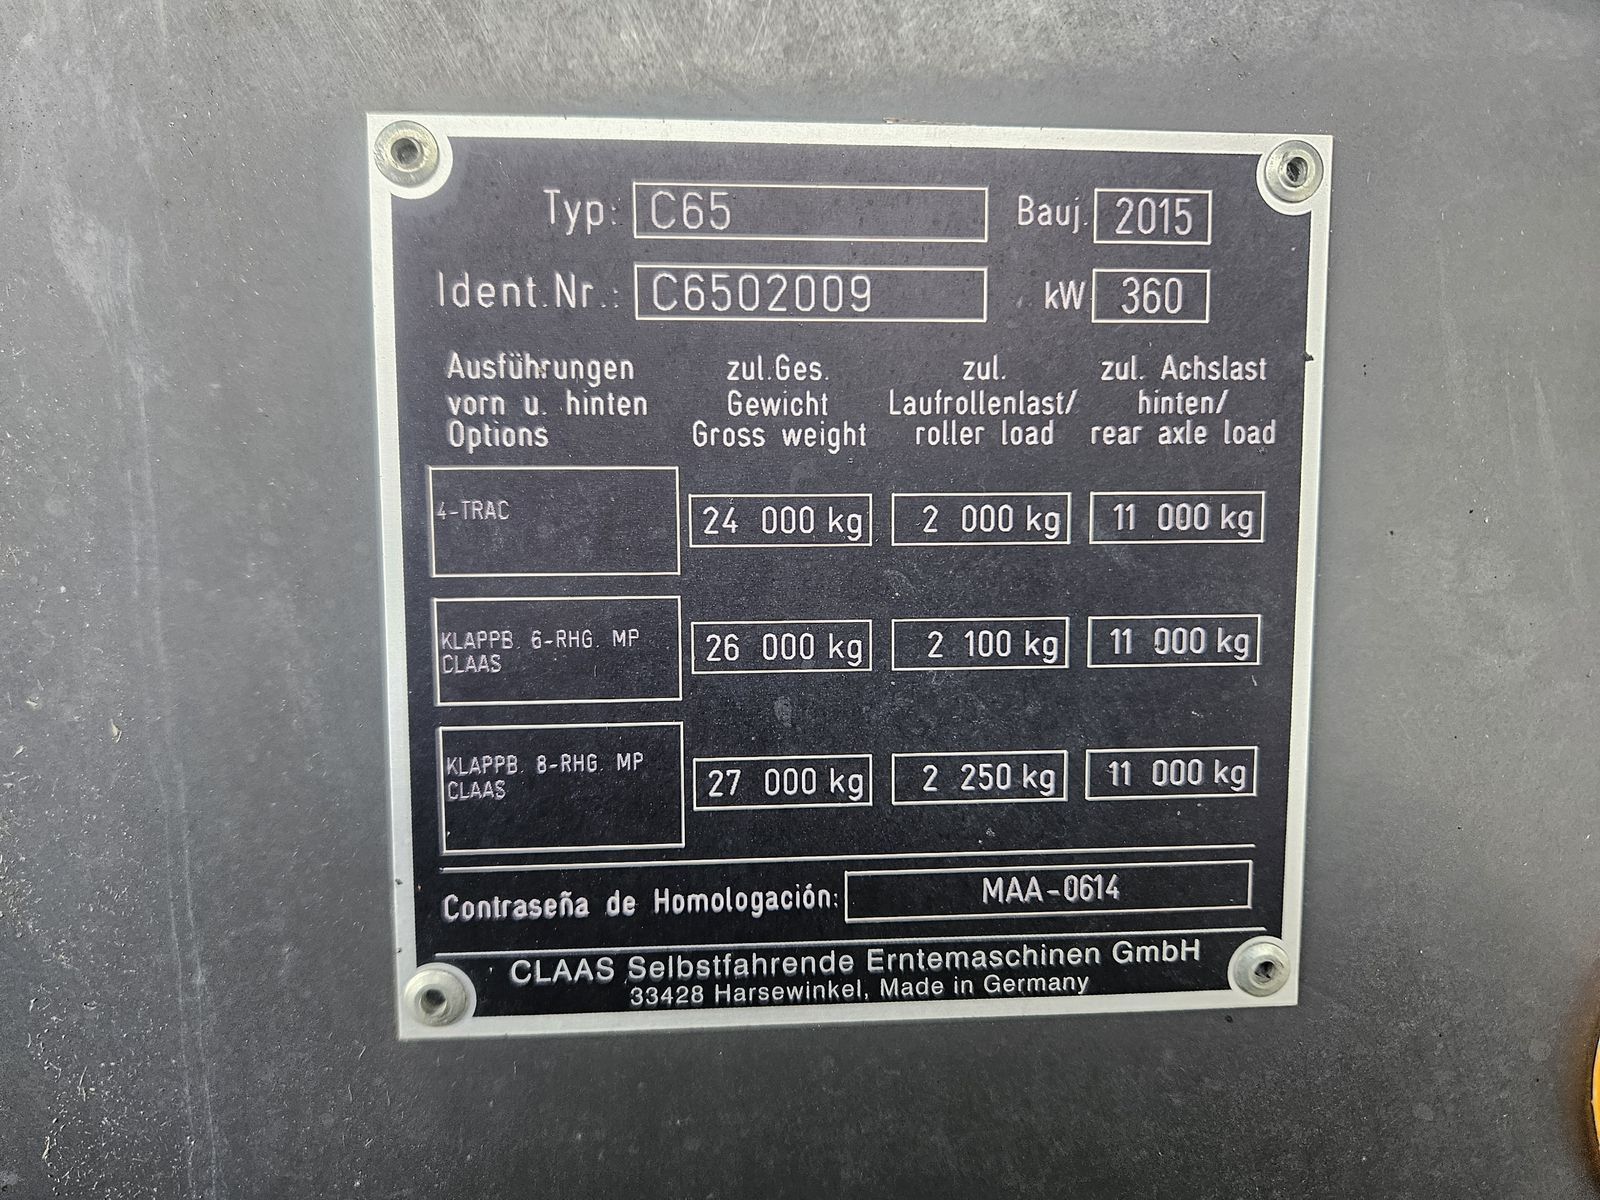 Typ: C65 Bauj. 2015
Ident.Nr.: C6502009 kW 360
Ausführungen zul.Ges. zul. zul. Achslast
vorn u. hinten Gewicht Laufrollenlast/ hinten/
Options Gross weight roller load rear axle load
4-TRAC 24 000 kg 2 000 kg 11 000 kg
KLAPPB. 6-RHG. MP 26 000 kg 2 100 kg 11 000 kg
CLAAS
KLAPPB. 8-RHG. MP 27 000 kg 2 250 kg 11 000 kg
CLAAS
Contraseña de Homologación: MAA-0614
CLAAS Selbstfahrende Erntemaschinen GmbH
33428 Harsewinkel, Made in Germany